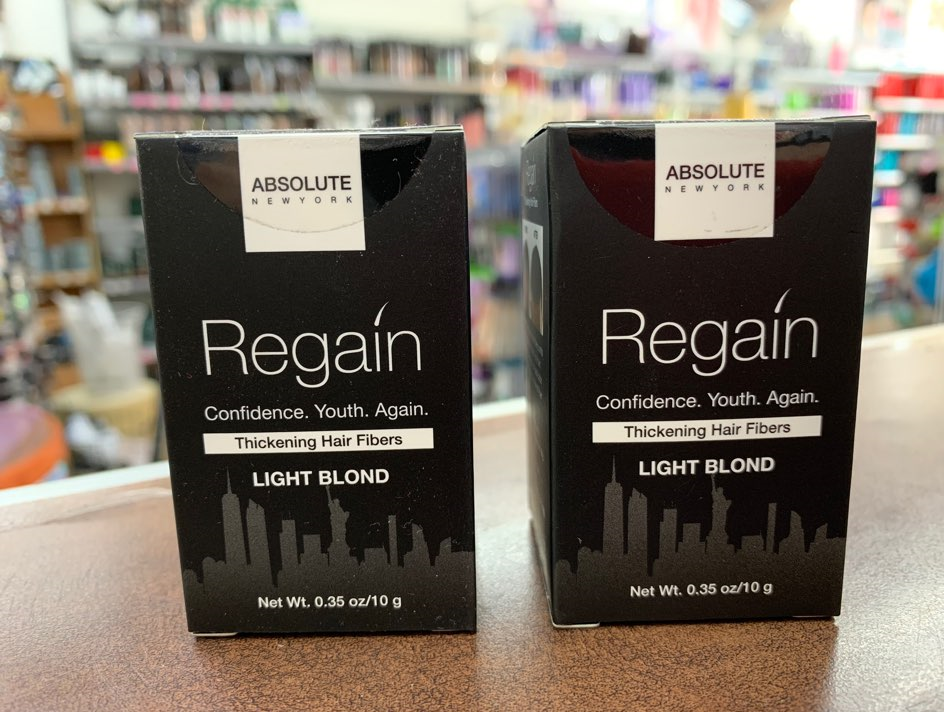 ABSOLUTE
NEW YORK
Regain
Confidence. Youth. Again.
Thickening Hair Fibers
LIGHT BLOND
Net Wt. 0.35 oz/10 g
ABSOLUTE
NEW YORK
Regain
Confidence. Youth. Again.
Thickening Hair Fibers
LIGHT BLOND
Net Wt. 0.35 oz/10 g
Regain